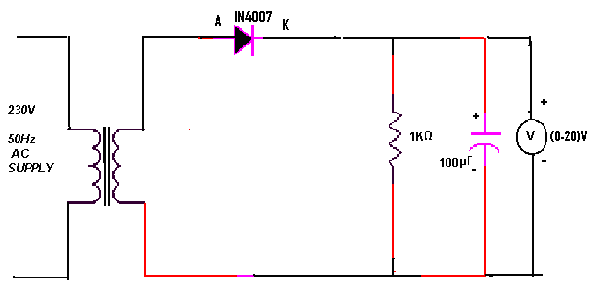 A
IN4007
K
230V
50Hz
AC
SUPPLY
1KΩ
+
100µF
-
+
V
(0-20)V
-